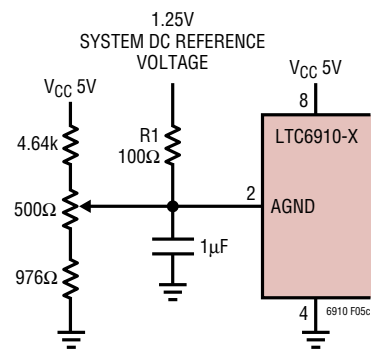 1.25V
SYSTEM DC REFERENCE
VOLTAGE
VCC 5V
VCC 5V
8
4.64k
R1
100Ω
LTC6910-X
2
AGND
500Ω
1µF
976Ω
4
6910 F05c